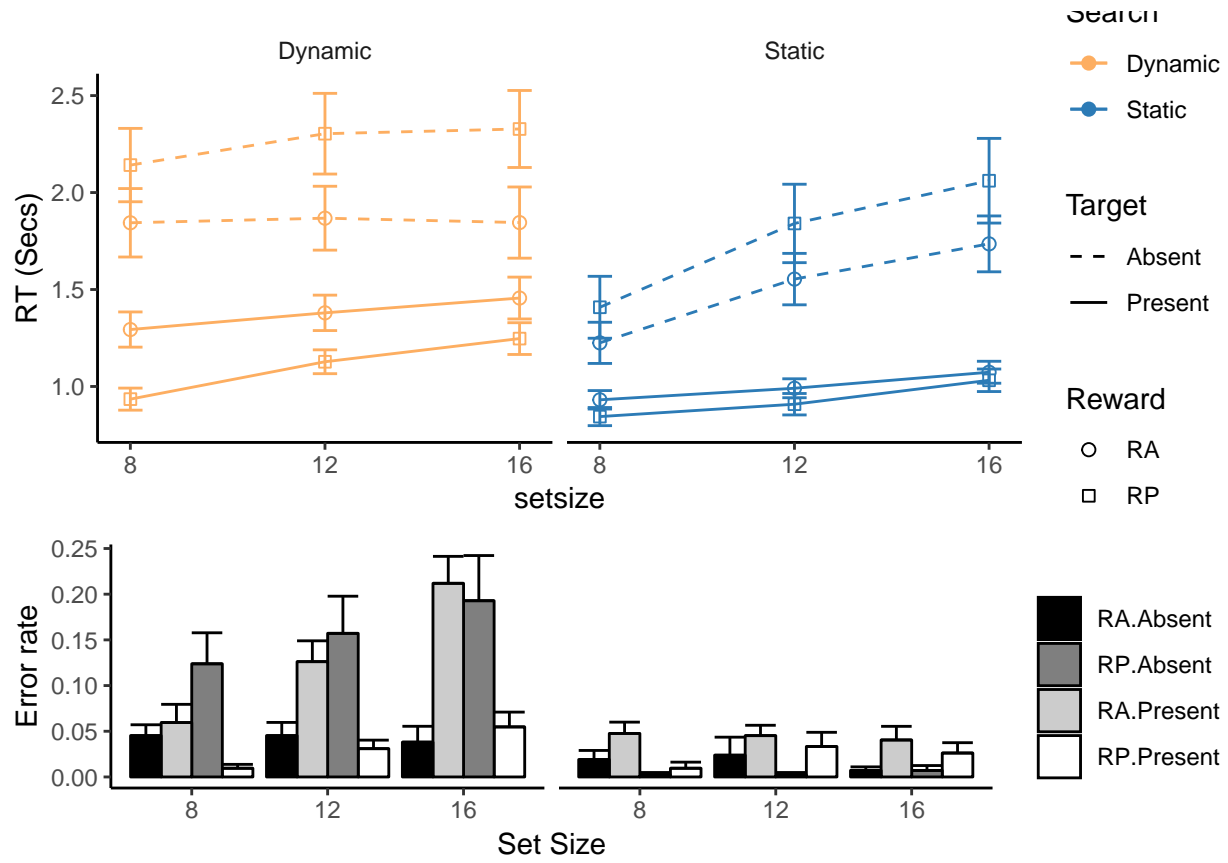 Search
Dynamic
Static
Dynamic
Static
2.5
2.0
1.5
1.0
RT (Secs)
8
12
16
8
12
16
setsize
Target
Absent
Present
Reward
RA
RP
0.25
0.20
0.15
0.10
0.05
0.00
Error rate
8
12
16
8
12
16
Set Size
RA.Absent
RP.Absent
RA.Present
RP.Present